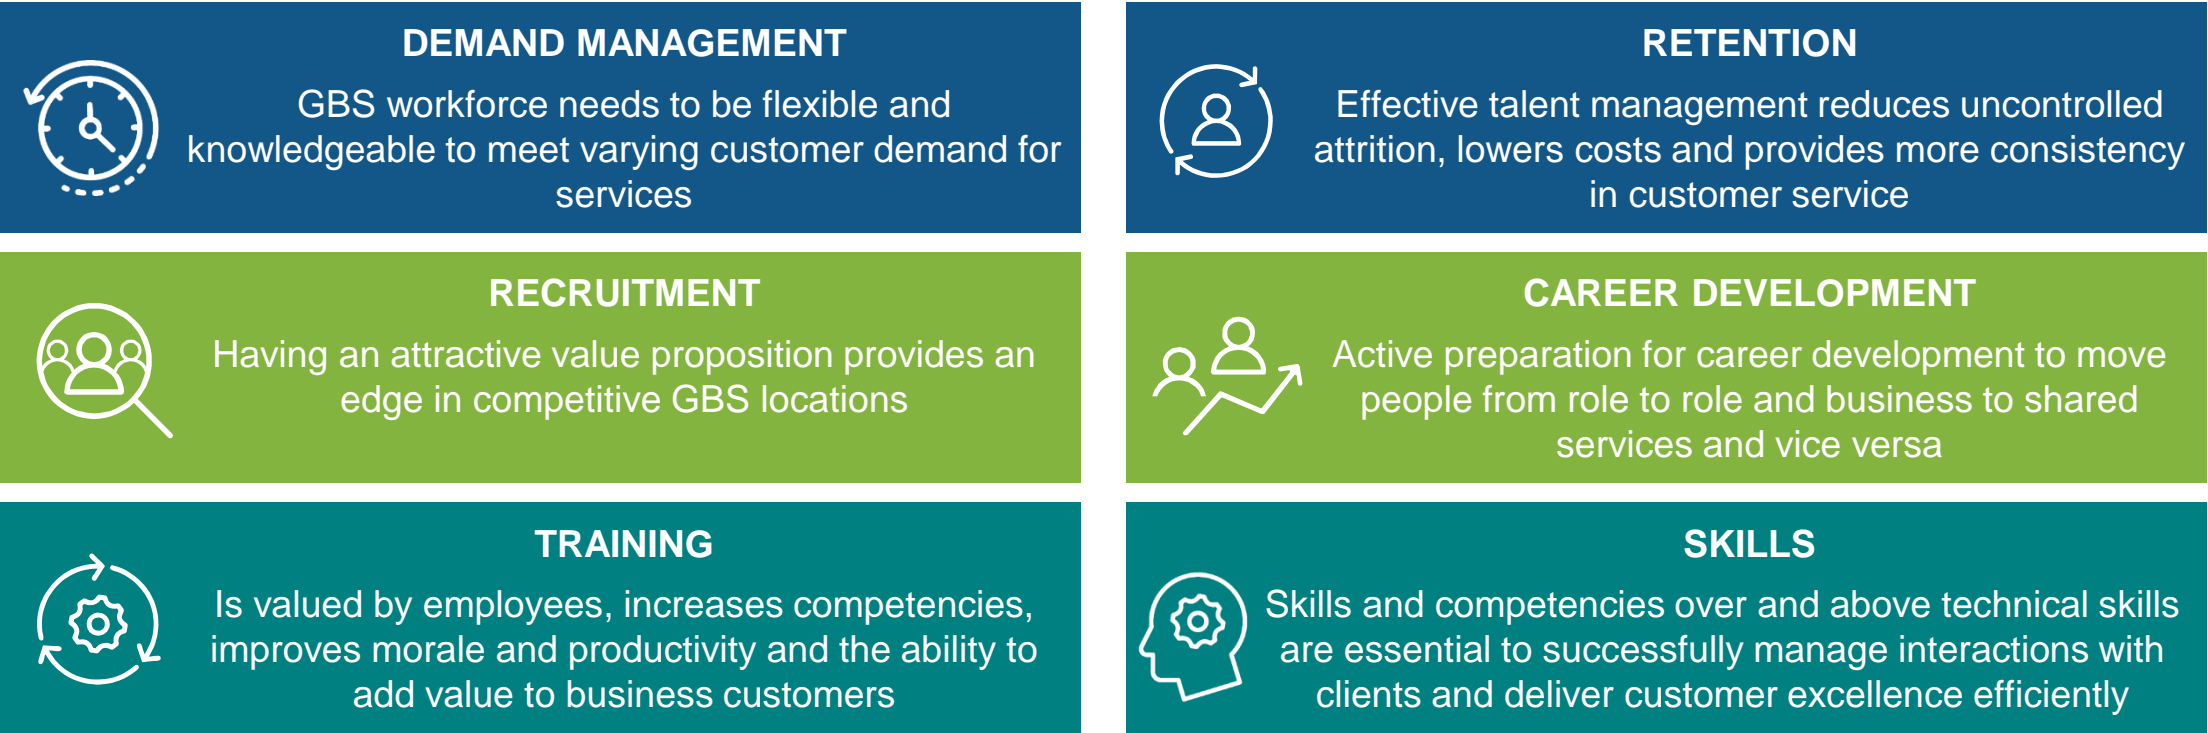 DEMAND MANAGEMENT
GBS workforce needs to be flexible and
knowledgeable to meet varying customer demand for
services
RETENTION
Effective talent management reduces uncontrolled
attrition, lowers costs and provides more consistency
in customer service
RECRUITMENT
Having an attractive value proposition provides an
edge in competitive GBS locations
CAREER DEVELOPMENT
Active preparation for career development to move
people from role to role and business to shared
services and vice versa
TRAINING
Is valued by employees, increases competencies,
improves morale and productivity and the ability to
add value to business customers
SKILLS
Skills and competencies over and above technical skills
are essential to successfully manage interactions with
clients and deliver customer excellence efficiently